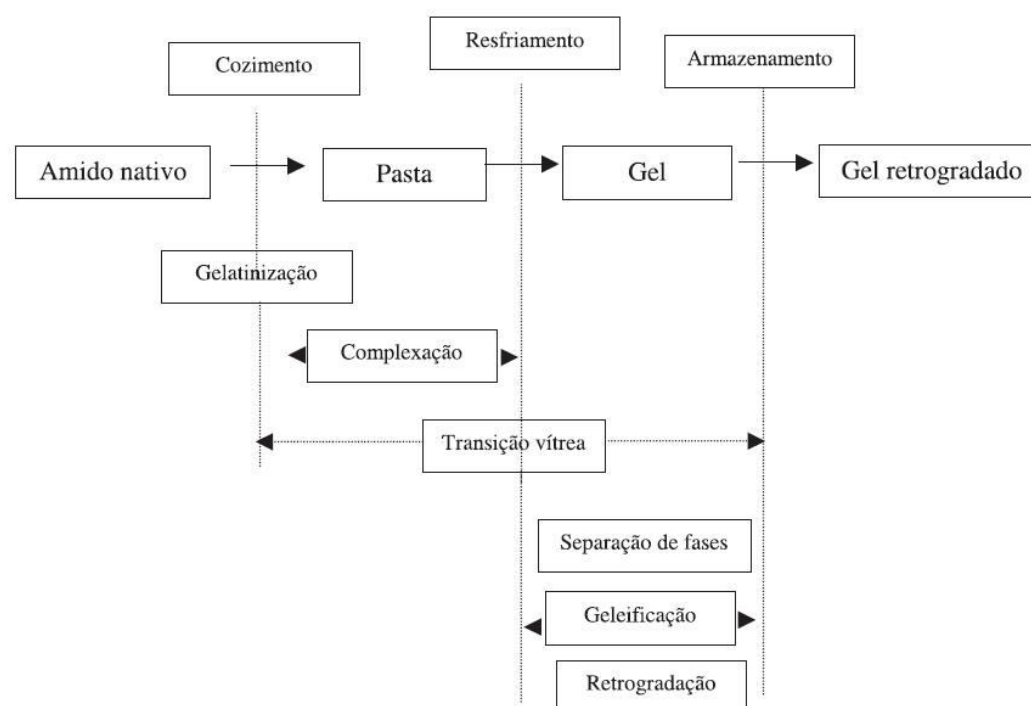 Cozimento
Resfriamento
Armazenamento
Amido nativo
Pasta
Gel
Gel retrogradado
Gelatinização
Complexação
Transição vítrea
Separação de fases
Geleificação
Retrogradação